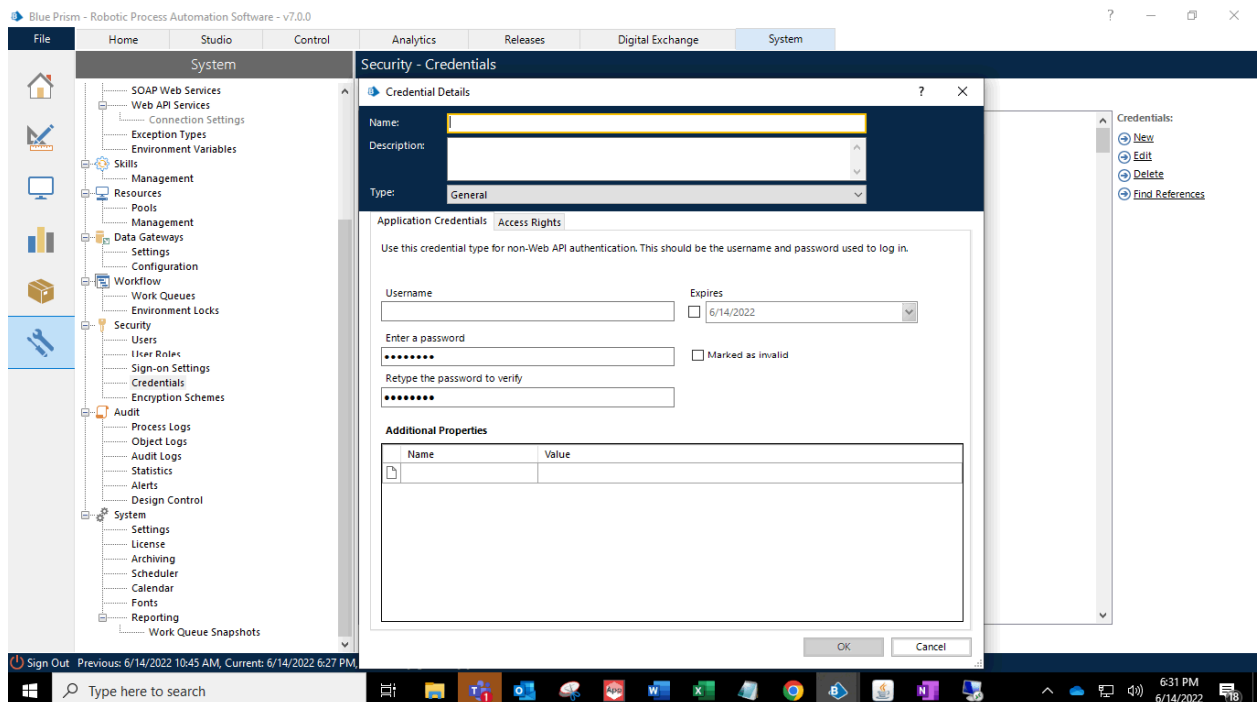 Blue Prism - Robotic Process Automation Software - v7.0.0
File Home Studio Control Analytics Releases Digital Exchange System
System
Security - Credentials
SOAP Web Services
Web API Services
Connection Settings
Exception Types
Environment Variables
Skills
Management
Resources
Pools
Management
Data Gateways
Settings
Configuration
Workflow
Work Queues
Environment Locks
Security
Users
User Roles
Sign-on Settings
Credentials
Encryption Schemes
Audit
Process Logs
Object Logs
Audit Logs
Statistics
Alerts
Design Control
System
Settings
License
Archiving
Scheduler
Calendar
Fonts
Reporting
Work Queue Snapshots
Credential Details
Name:
Description:
Type: General
Application Credentials Access Rights
Use this credential type for non-Web API authentication. This should be the username and password used to log in.
Username Expires
6/14/2022
Enter a password
Marked as invalid
Retype the password to verify
Additional Properties
Name Value
OK Cancel
Credentials:
New
Edit
Delete
Find References
Sign Out Previous: 6/14/2022 10:45 AM, Current: 6/14/2022 6:27 PM,
Type here to search
6:31 PM
6/14/2022
18